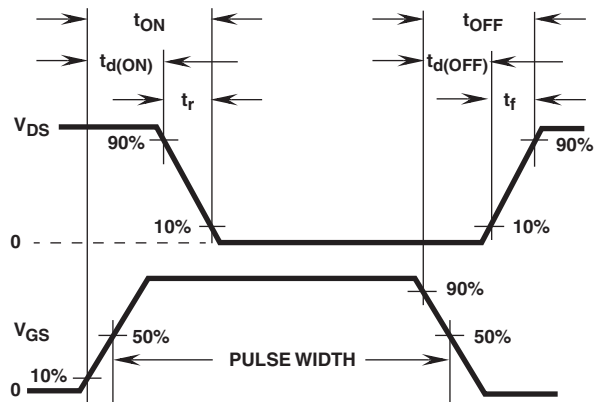 tON
tOFF
td(ON)
td(OFF)
tr
tf
VDS
90%
90%
10%
10%
0
90%
VGS
50%
50%
PULSE WIDTH
10%
0